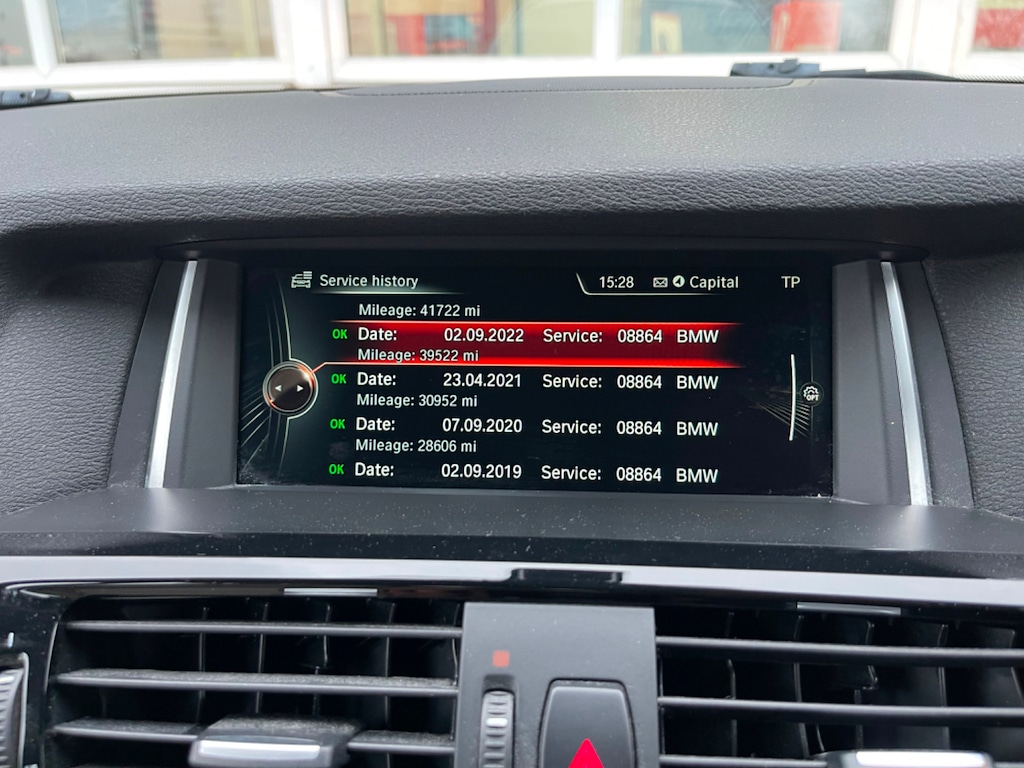 Service history 15:28 Capital TP
Mileage: 41722 mi
OK Date: 02.09.2022 Service: 08864 BMW
Mileage: 39522 mi
OK Date: 23.04.2021 Service: 08864 BMW
Mileage: 30952 mi
OK Date: 07.09.2020 Service: 08864 BMW
Mileage: 28606 mi
OK Date: 02.09.2019 Service: 08864 BMW
OPT